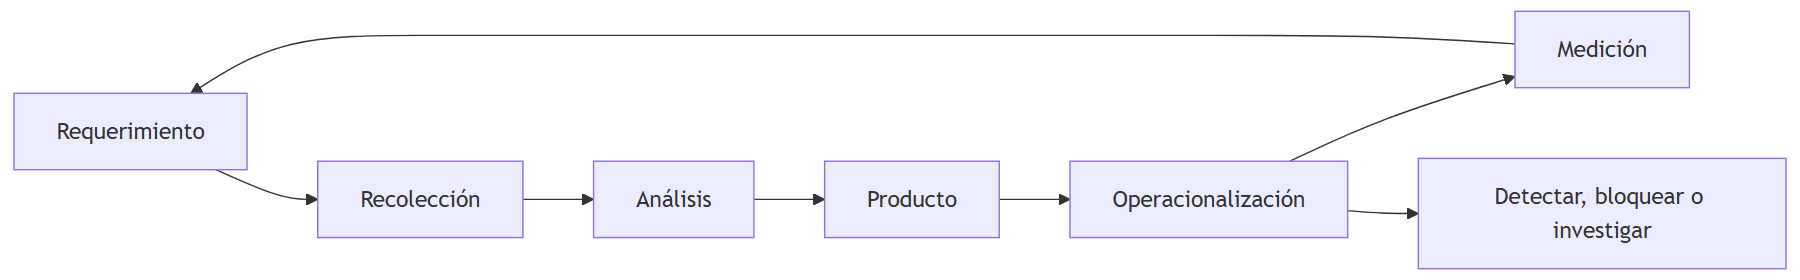 Medición
Requerimiento
Recolección
Análisis
Producto
Operacionalización
Detectar, bloquear o
investigar